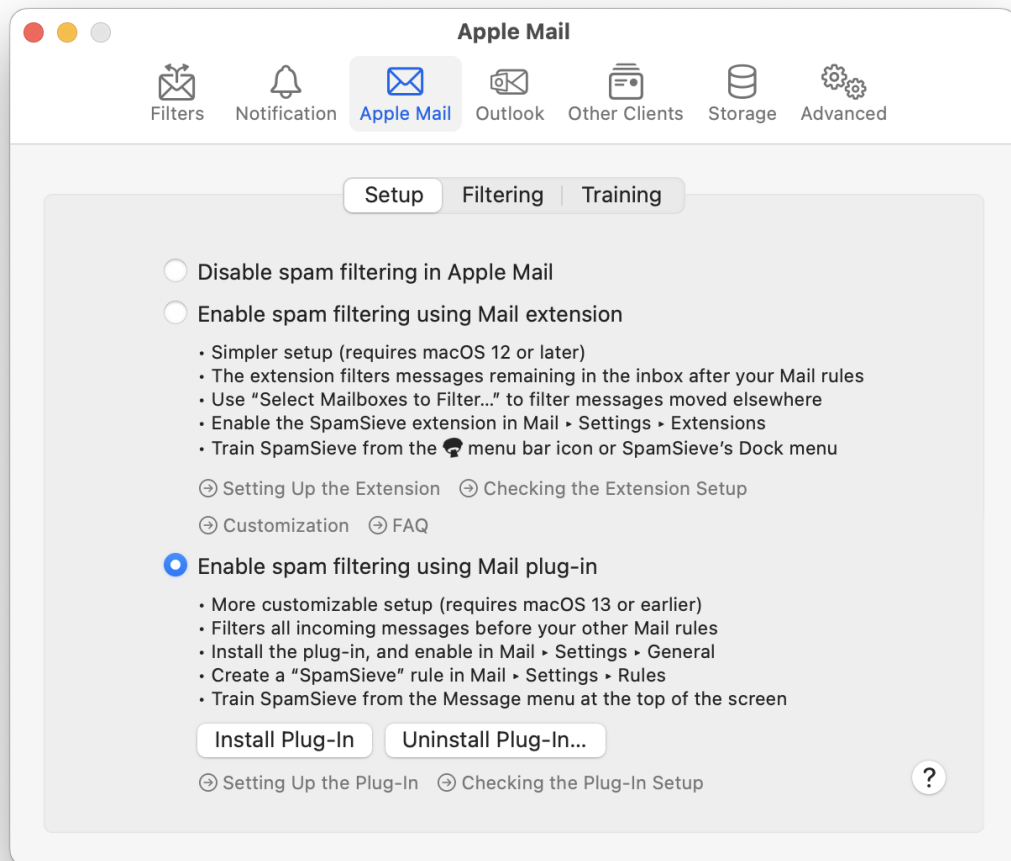 Apple Mail
Filters Notification Apple Mail Outlook Other Clients Storage Advanced
Setup Filtering Training
Disable spam filtering in Apple Mail
Enable spam filtering using Mail extension
• Simpler setup (requires macOS 12 or later)
• The extension filters messages remaining in the inbox after your Mail rules
• Use “Select Mailboxes to Filter…” to filter messages moved elsewhere
• Enable the SpamSieve extension in Mail ▸ Settings ▸ Extensions
• Train SpamSieve from the menu bar icon or SpamSieve’s Dock menu
Setting Up the Extension Checking the Extension Setup
Customization FAQ
Enable spam filtering using Mail plug-in
• More customizable setup (requires macOS 13 or earlier)
• Filters all incoming messages before your other Mail rules
• Install the plug-in, and enable in Mail ▸ Settings ▸ General
• Create a “SpamSieve” rule in Mail ▸ Settings ▸ Rules
• Train SpamSieve from the Message menu at the top of the screen
Install Plug-In Uninstall Plug-In…
Setting Up the Plug-In Checking the Plug-In Setup ?